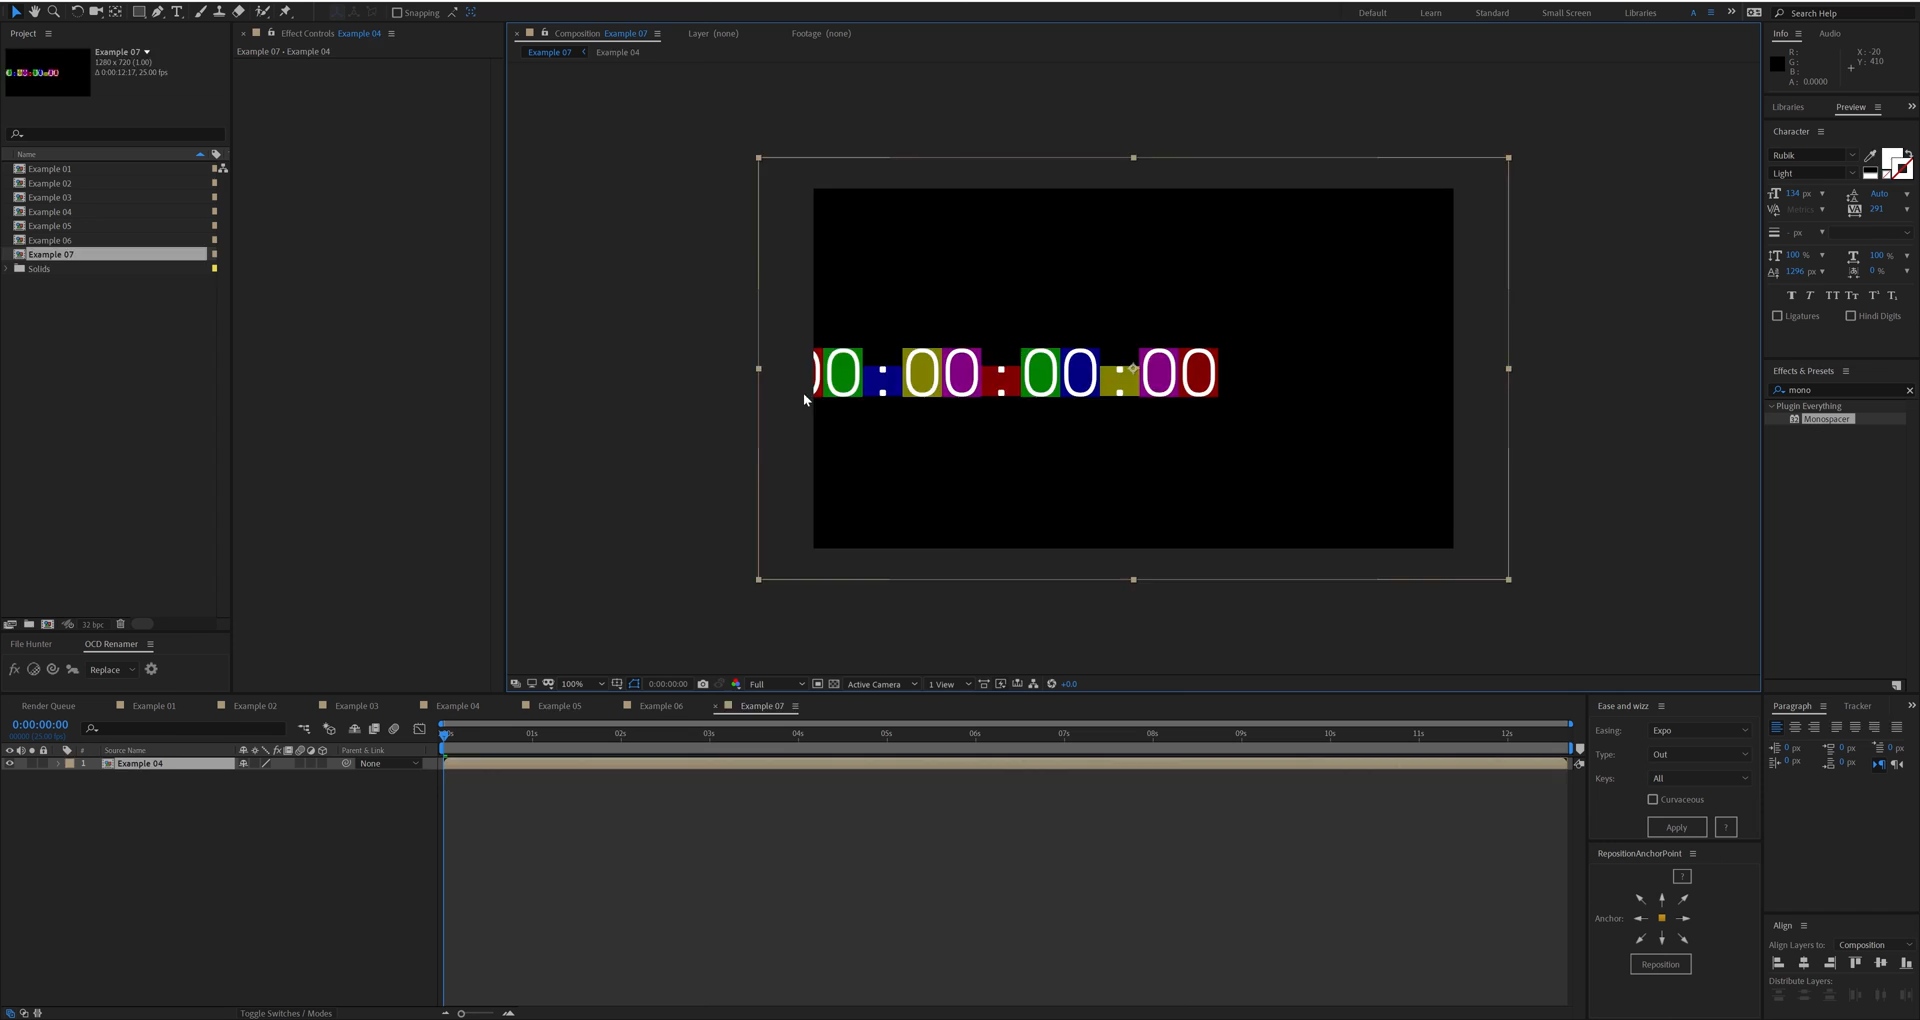 Snapping
Default
Learn
Standard
Small Screen
Libraries
A
Search Help
Project
Example 07
1280 x 720 (1.00)
Δ 0:00:12:17, 25.00 fps
Name
Example 01
Example 02
Example 03
Example 04
Example 05
Example 06
Example 07
Solids
32 bpc
File Hunter
OCD Renamer
fx
Replace
Effect Controls Example 04
Example 07 • Example 04
Composition Example 07
Layer (none)
Footage (none)
Example 07
Example 04
00:00:00:00
100%
0:00:00:00
Full
Active Camera
1 View
+0.0
Info
Audio
R:
G:
B:
A: 0.0000
X: -20
Y: 410
Libraries
Preview
Character
Rubik
Light
134 px
Auto
Metrics
291
- px
100 %
100 %
1296 px
0 %
Ligatures
Hindi Digits
Effects & Presets
mono
Plugin Everything
32
Monospacer
Render Queue
Example 01
Example 02
Example 03
Example 04
Example 05
Example 06
Example 07
0:00:00:00
00000 (25.00 fps)
#
Source Name
fx
Parent & Link
1
Example 04
None
01s
02s
03s
04s
05s
06s
07s
08s
09s
10s
11s
12s
Toggle Switches / Modes
Ease and wizz
Easing:
Expo
Type:
Out
Keys:
All
Curvaceous
Apply
?
RepositionAnchorPoint
?
Anchor:
Reposition
Paragraph
Tracker
0 px
0 px
0 px
0 px
0 px
Align
Align Layers to:
Composition
Distribute Layers: